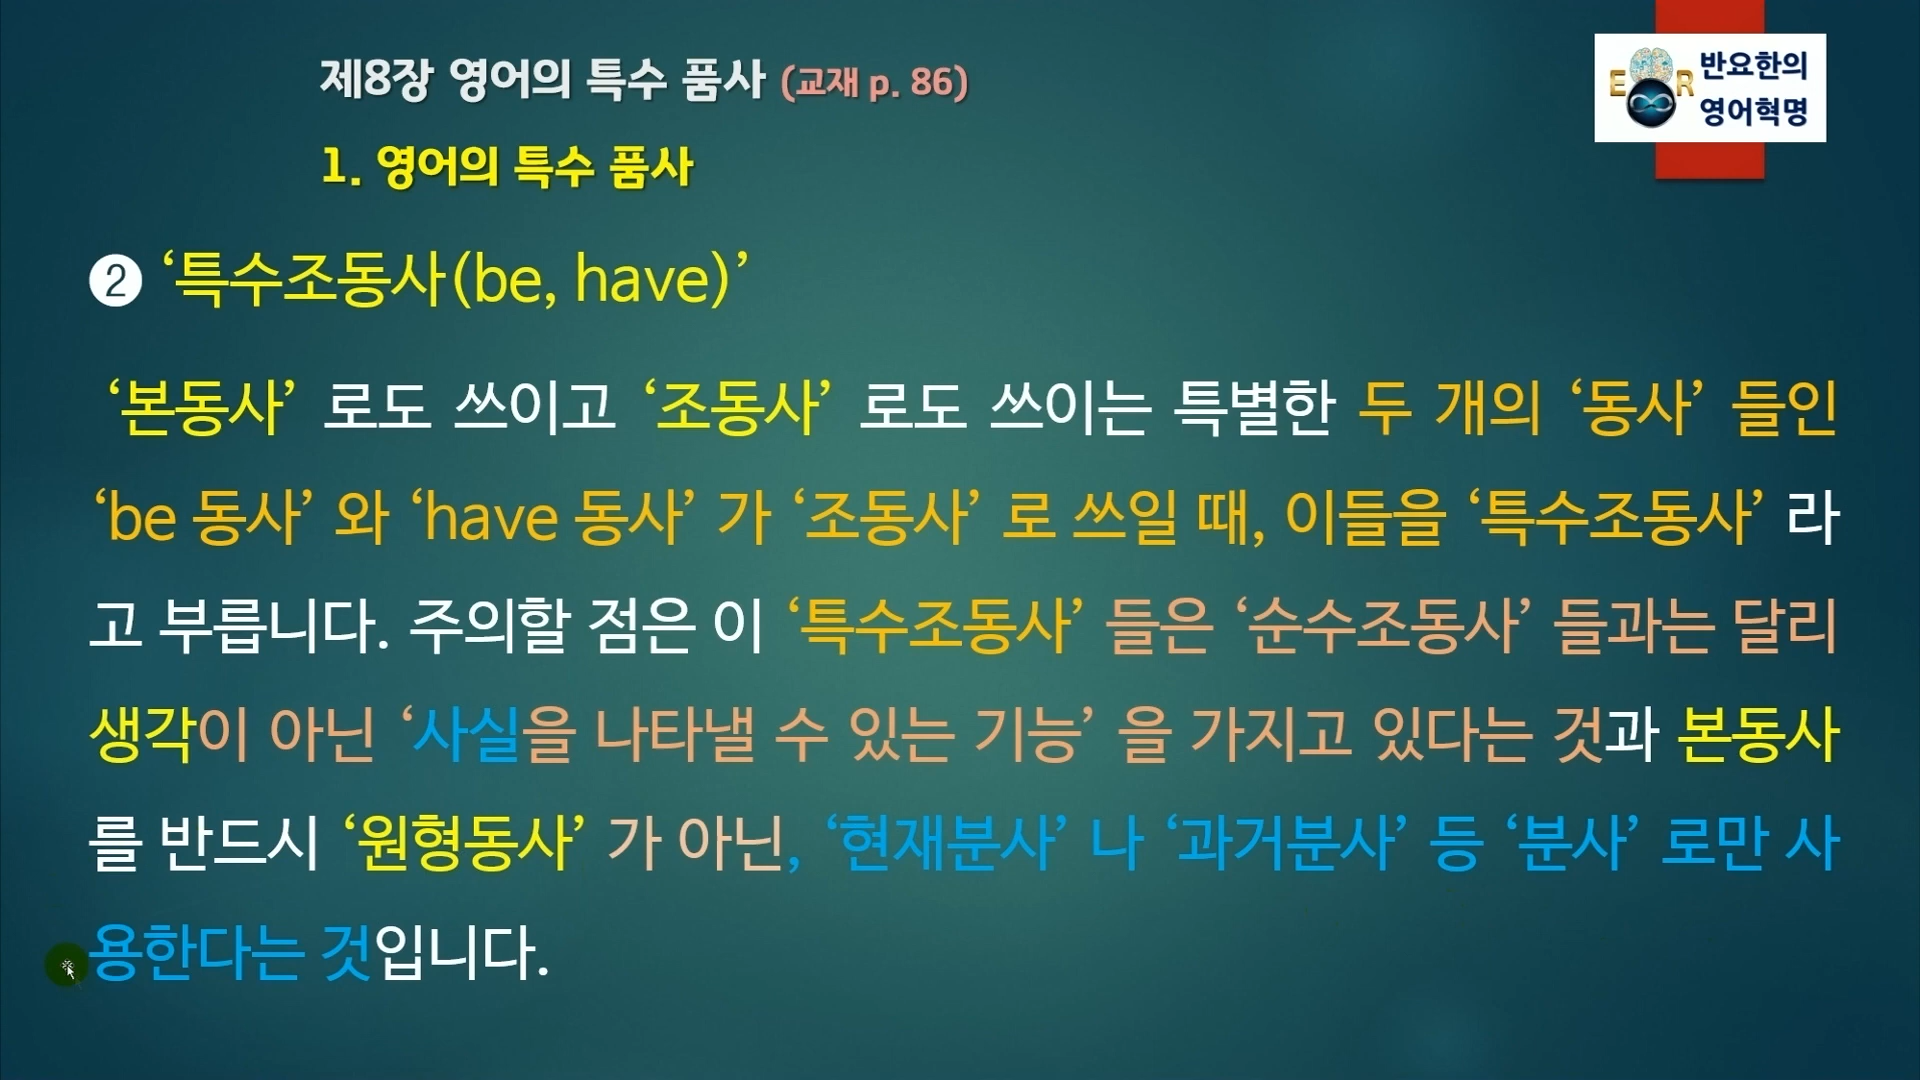 제8장 영어의 특수 품사 (교재 p. 86)
E R 반요한의
영어혁명
1. 영어의 특수 품사
❷ ‘특수조동사(be, have)’
‘본동사’ 로도 쓰이고 ‘조동사’ 로도 쓰이는 특별한 두 개의 ‘동사’ 들인
‘be 동사’ 와 ‘have 동사’ 가 ‘조동사’ 로 쓰일 때, 이들을 ‘특수조동사’ 라
고 부릅니다. 주의할 점은 이 ‘특수조동사’ 들은 ‘순수조동사’ 들과는 달리
생각이 아닌 ‘사실을 나타낼 수 있는 기능’ 을 가지고 있다는 것과 본동사
를 반드시 ‘원형동사’ 가 아닌, ‘현재분사’ 나 ‘과거분사’ 등 ‘분사’ 로만 사
용한다는 것입니다.